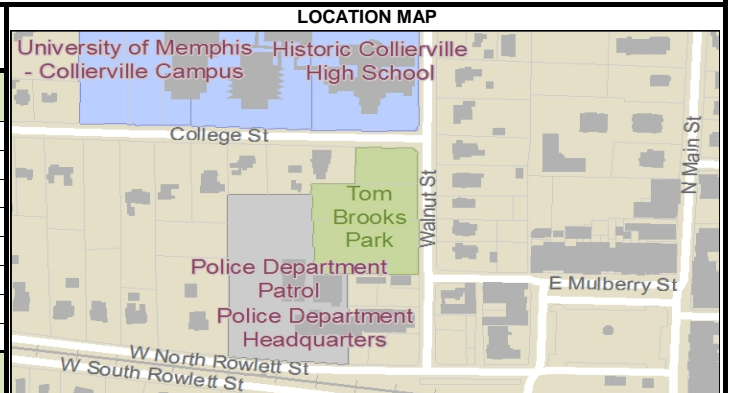 LOCATION MAP
University of Memphis
- Collierville Campus
Historic Collierville
High School
College St
N Main St
Walnut St
Tom
Brooks
Park
Police Department
Patrol
E Mulberry St
Police Department
Headquarters
W North Rowlett St
W South Rowlett St